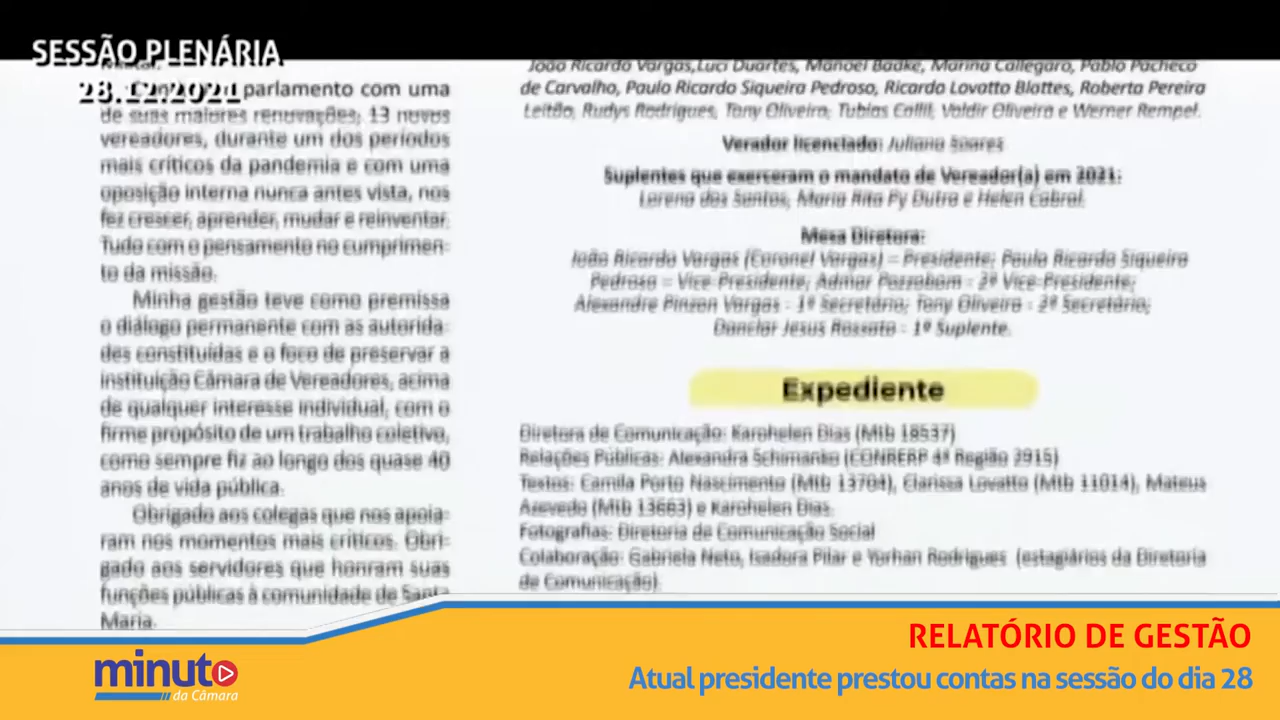 SESSÃO PLENÁRIA
28.12.2021
parlamento com uma
de suas maiores renovações, 13 novos
vereadores, durante um dos períodos
mais críticos da pandemia e com uma
oposição interna nunca antes vista, nos
fez crescer, aprender, mudar e reinventar.
Tudo com o pensamento no cumprimen-
to da missão.
Minha gestão teve como premissa
o diálogo permanente com as autorida-
des constituídas e o foco de preservar a
instituição Câmara de Vereadores, acima
de qualquer interesse individual, com o
firme propósito de um trabalho coletivo,
como sempre fiz ao longo dos quase 40
anos de vida pública.
Obrigado aos colegas que nos apoia-
ram nos momentos mais críticos. Obri-
gado aos servidores que honram suas
funções públicas à comunidade de Santa
Maria.
João Ricardo Vargas,Luci Duartes, Manoel Badke, Marina Callegaro, Pablo Pacheco
de Carvalho, Paulo Ricardo Siqueira Pedroso, Ricardo Lovatto Blattes, Roberta Pereira
Leitão, Rudys Rodrigues, Tony Oliveira, Tubias Callil, Valdir Oliveira e Werner Rempel.
Verador licenciado: Juliano Soares
Suplentes que exerceram o mandato de Vereador(a) em 2021:
Lorena dos Santos, Maria Rita Py Dutra e Helen Cabral.
Mesa Diretora:
João Ricardo Vargas (Coronel Vargas) – Presidente; Paulo Ricardo Siqueira
Pedroso – Vice-Presidente; Admar Pozzobom - 2º Vice-Presidente;
Alexandre Pinzon Vargas - 1º Secretário; Tony Oliveira - 2º Secretário;
Danclar Jesus Rossato - 1º Suplente.
Expediente
Diretora de Comunicação: Karohelen Dias (Mtb 18537)
Relações Públicas: Alexandra Schimanko (CONRERP 4ª Região 2915)
Textos: Camila Porto Nascimento (Mtb 13704), Clarissa Lovatto (Mtb 11014), Mateus
Azevedo (Mtb 13663) e Karohelen Dias.
Fotografias: Diretoria de Comunicação Social
Colaboração: Gabriela Neto, Isadora Pilar e Yorhan Rodrigues (estagiários da Diretoria
de Comunicação).
RELATÓRIO DE GESTÃO
Atual presidente prestou contas na sessão do dia 28
minuto
da Câmara